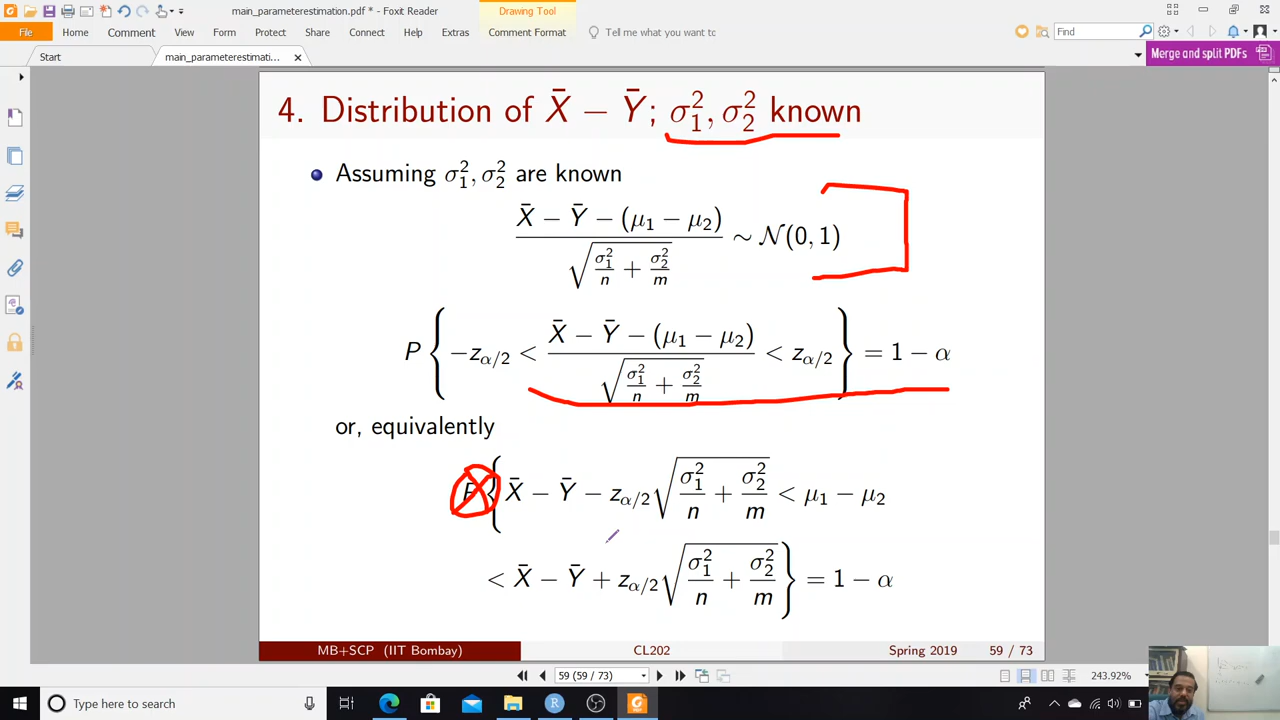 main_parameterestimation.pdf * - Foxit Reader
Drawing Tool
File Home Comment View Form Protect Share Connect Help Extras Comment Format Tell me what you want tc Find
Start main_parameterestimati... Merge and split PDFs
4. Distribution of X̄ − Ȳ; σ₁², σ₂² known
Assuming σ₁², σ₂² are known
(X̄ − Ȳ − (μ₁ − μ₂)) / √(σ₁²/n + σ₂²/m) ∼ 𝒩(0, 1)
P { −z_{α/2} < (X̄ − Ȳ − (μ₁ − μ₂)) / √(σ₁²/n + σ₂²/m) < z_{α/2} } = 1 − α
or, equivalently
P { X̄ − Ȳ − z_{α/2} √(σ₁²/n + σ₂²/m) < μ₁ − μ₂
< X̄ − Ȳ + z_{α/2} √(σ₁²/n + σ₂²/m) } = 1 − α
MB+SCP (IIT Bombay) CL202 Spring 2019 59 / 73
59 (59 / 73) 243.92%
Type here to search